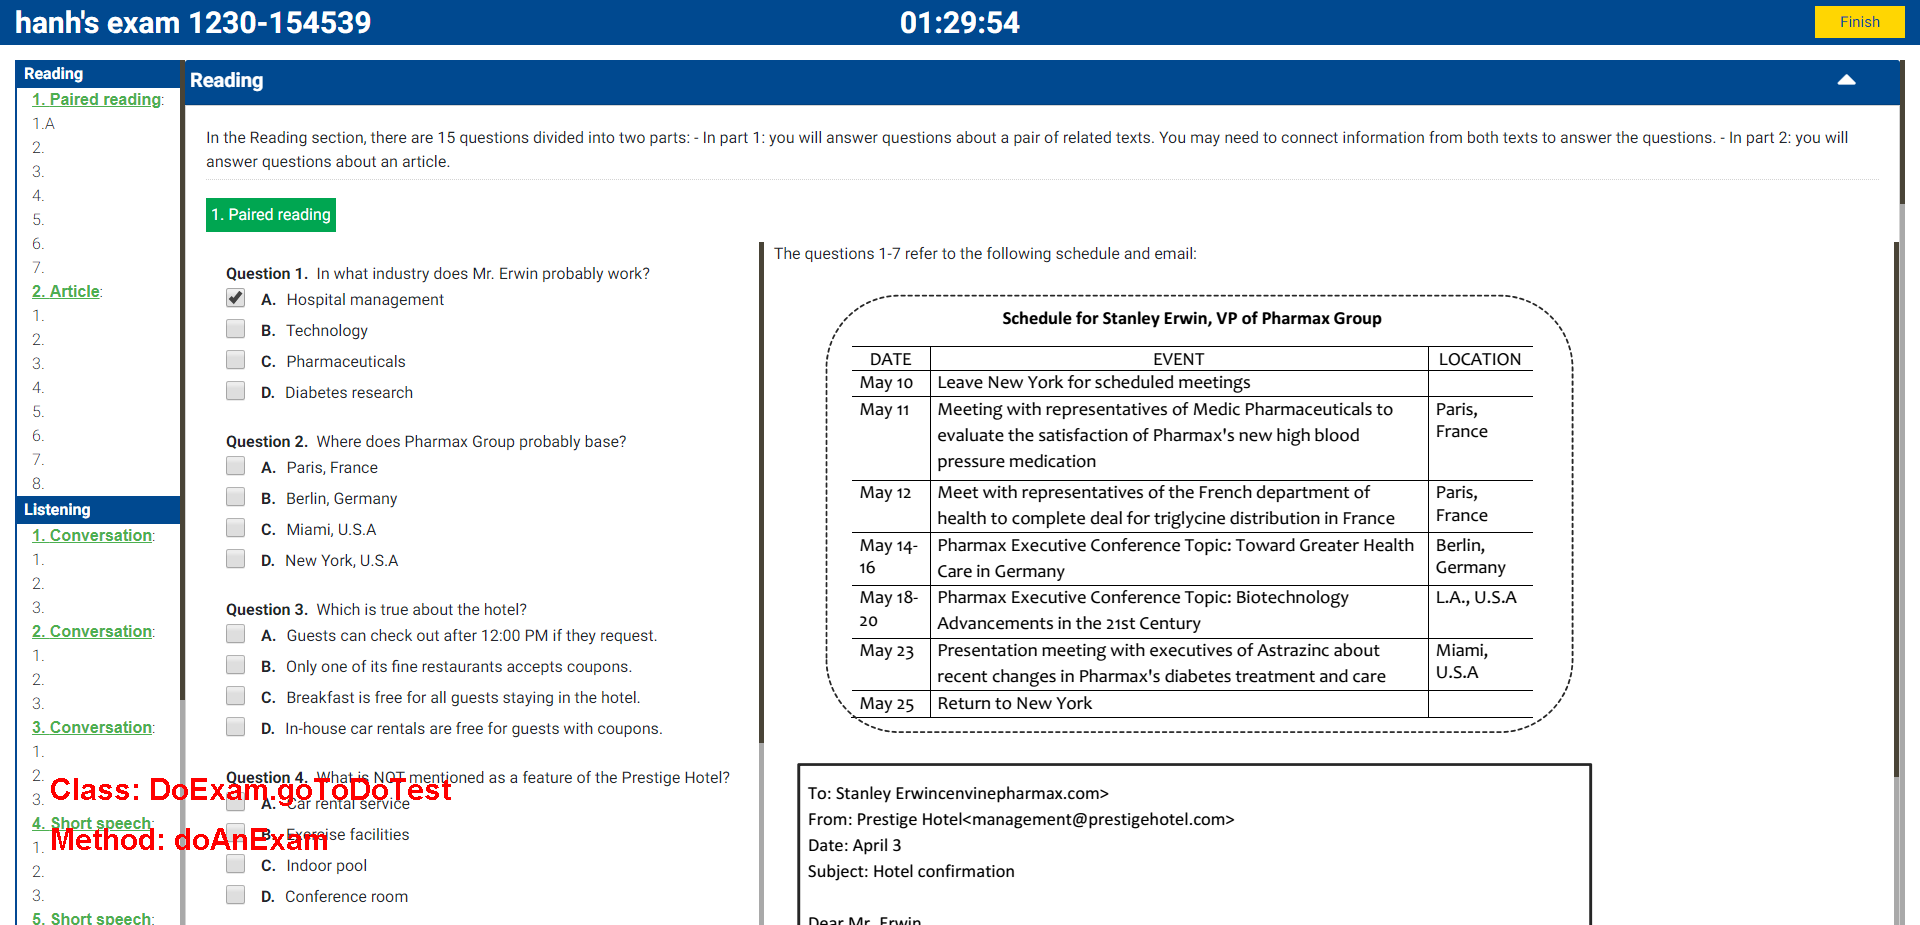 hanh's exam 1230-154539
01:29:54
Finish
Reading
1. Paired reading:
1.A
2.
3.
4.
5.
6.
7.
2. Article:
1.
2.
3.
4.
5.
6.
7.
8.
Listening
1. Conversation:
1.
2.
3.
2. Conversation:
1.
2.
3.
3. Conversation:
1.
2.
3.
4. Short speech:
1.
2.
3.
5. Short speech:
Class: DoExam.goToDoTest
Method: doAnExam
Reading
In the Reading section, there are 15 questions divided into two parts: - In part 1: you will answer questions about a pair of related texts. You may need to connect information from both texts to answer the questions. - In part 2: you will
answer questions about an article.
1. Paired reading
Question 1. In what industry does Mr. Erwin probably work?
A. Hospital management
B. Technology
C. Pharmaceuticals
D. Diabetes research
Question 2. Where does Pharmax Group probably base?
A. Paris, France
B. Berlin, Germany
C. Miami, U.S.A
D. New York, U.S.A
Question 3. Which is true about the hotel?
A. Guests can check out after 12:00 PM if they request.
B. Only one of its fine restaurants accepts coupons.
C. Breakfast is free for all guests staying in the hotel.
D. In-house car rentals are free for guests with coupons.
Question 4. What is NOT mentioned as a feature of the Prestige Hotel?
A. Car rental service
B. Exercise facilities
C. Indoor pool
D. Conference room
The questions 1-7 refer to the following schedule and email:
Schedule for Stanley Erwin, VP of Pharmax Group
DATE EVENT LOCATION
May 10 Leave New York for scheduled meetings
May 11 Meeting with representatives of Medic Pharmaceuticals to Paris,
evaluate the satisfaction of Pharmax's new high blood France
pressure medication
May 12 Meet with representatives of the French department of Paris,
health to complete deal for triglycine distribution in France France
May 14- Pharmax Executive Conference Topic: Toward Greater Health Berlin,
16 Care in Germany Germany
May 18- Pharmax Executive Conference Topic: Biotechnology L.A., U.S.A
20 Advancements in the 21st Century
May 23 Presentation meeting with executives of Astrazinc about Miami,
recent changes in Pharmax's diabetes treatment and care U.S.A
May 25 Return to New York
To: Stanley Erwincenvinepharmax.com>
From: Prestige Hotel<management@prestigehotel.com>
Date: April 3
Subject: Hotel confirmation
Dear Mr. Erwin